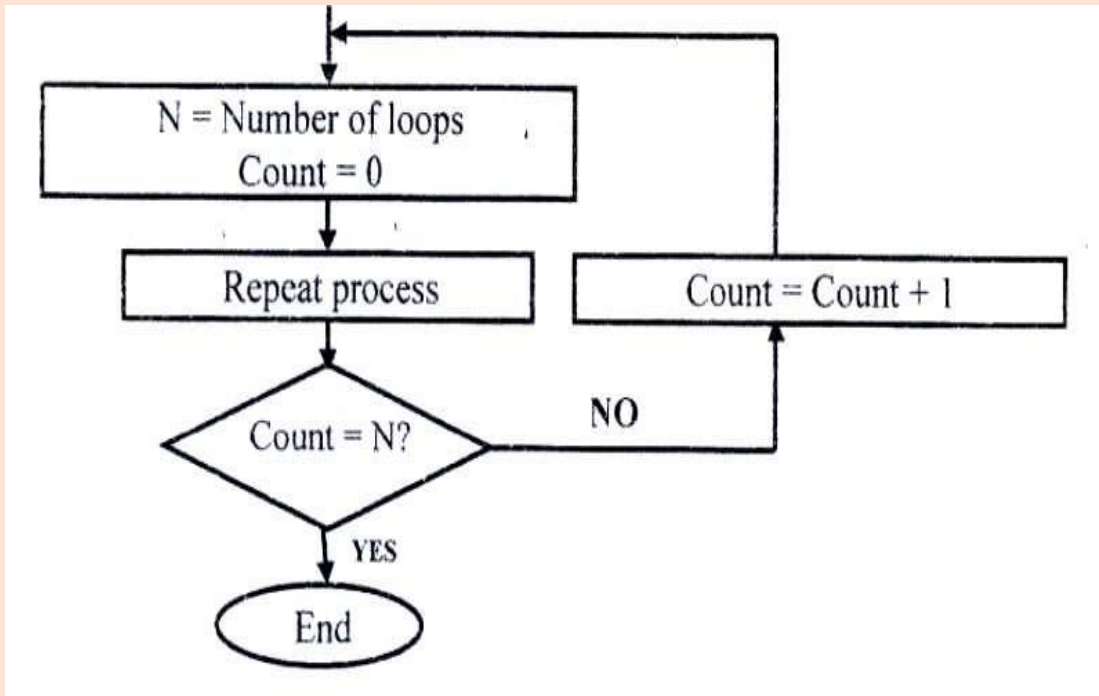 N = Number of loops
Count = 0
Repeat process
Count = Count + 1
Count = N?
NO
YES
End